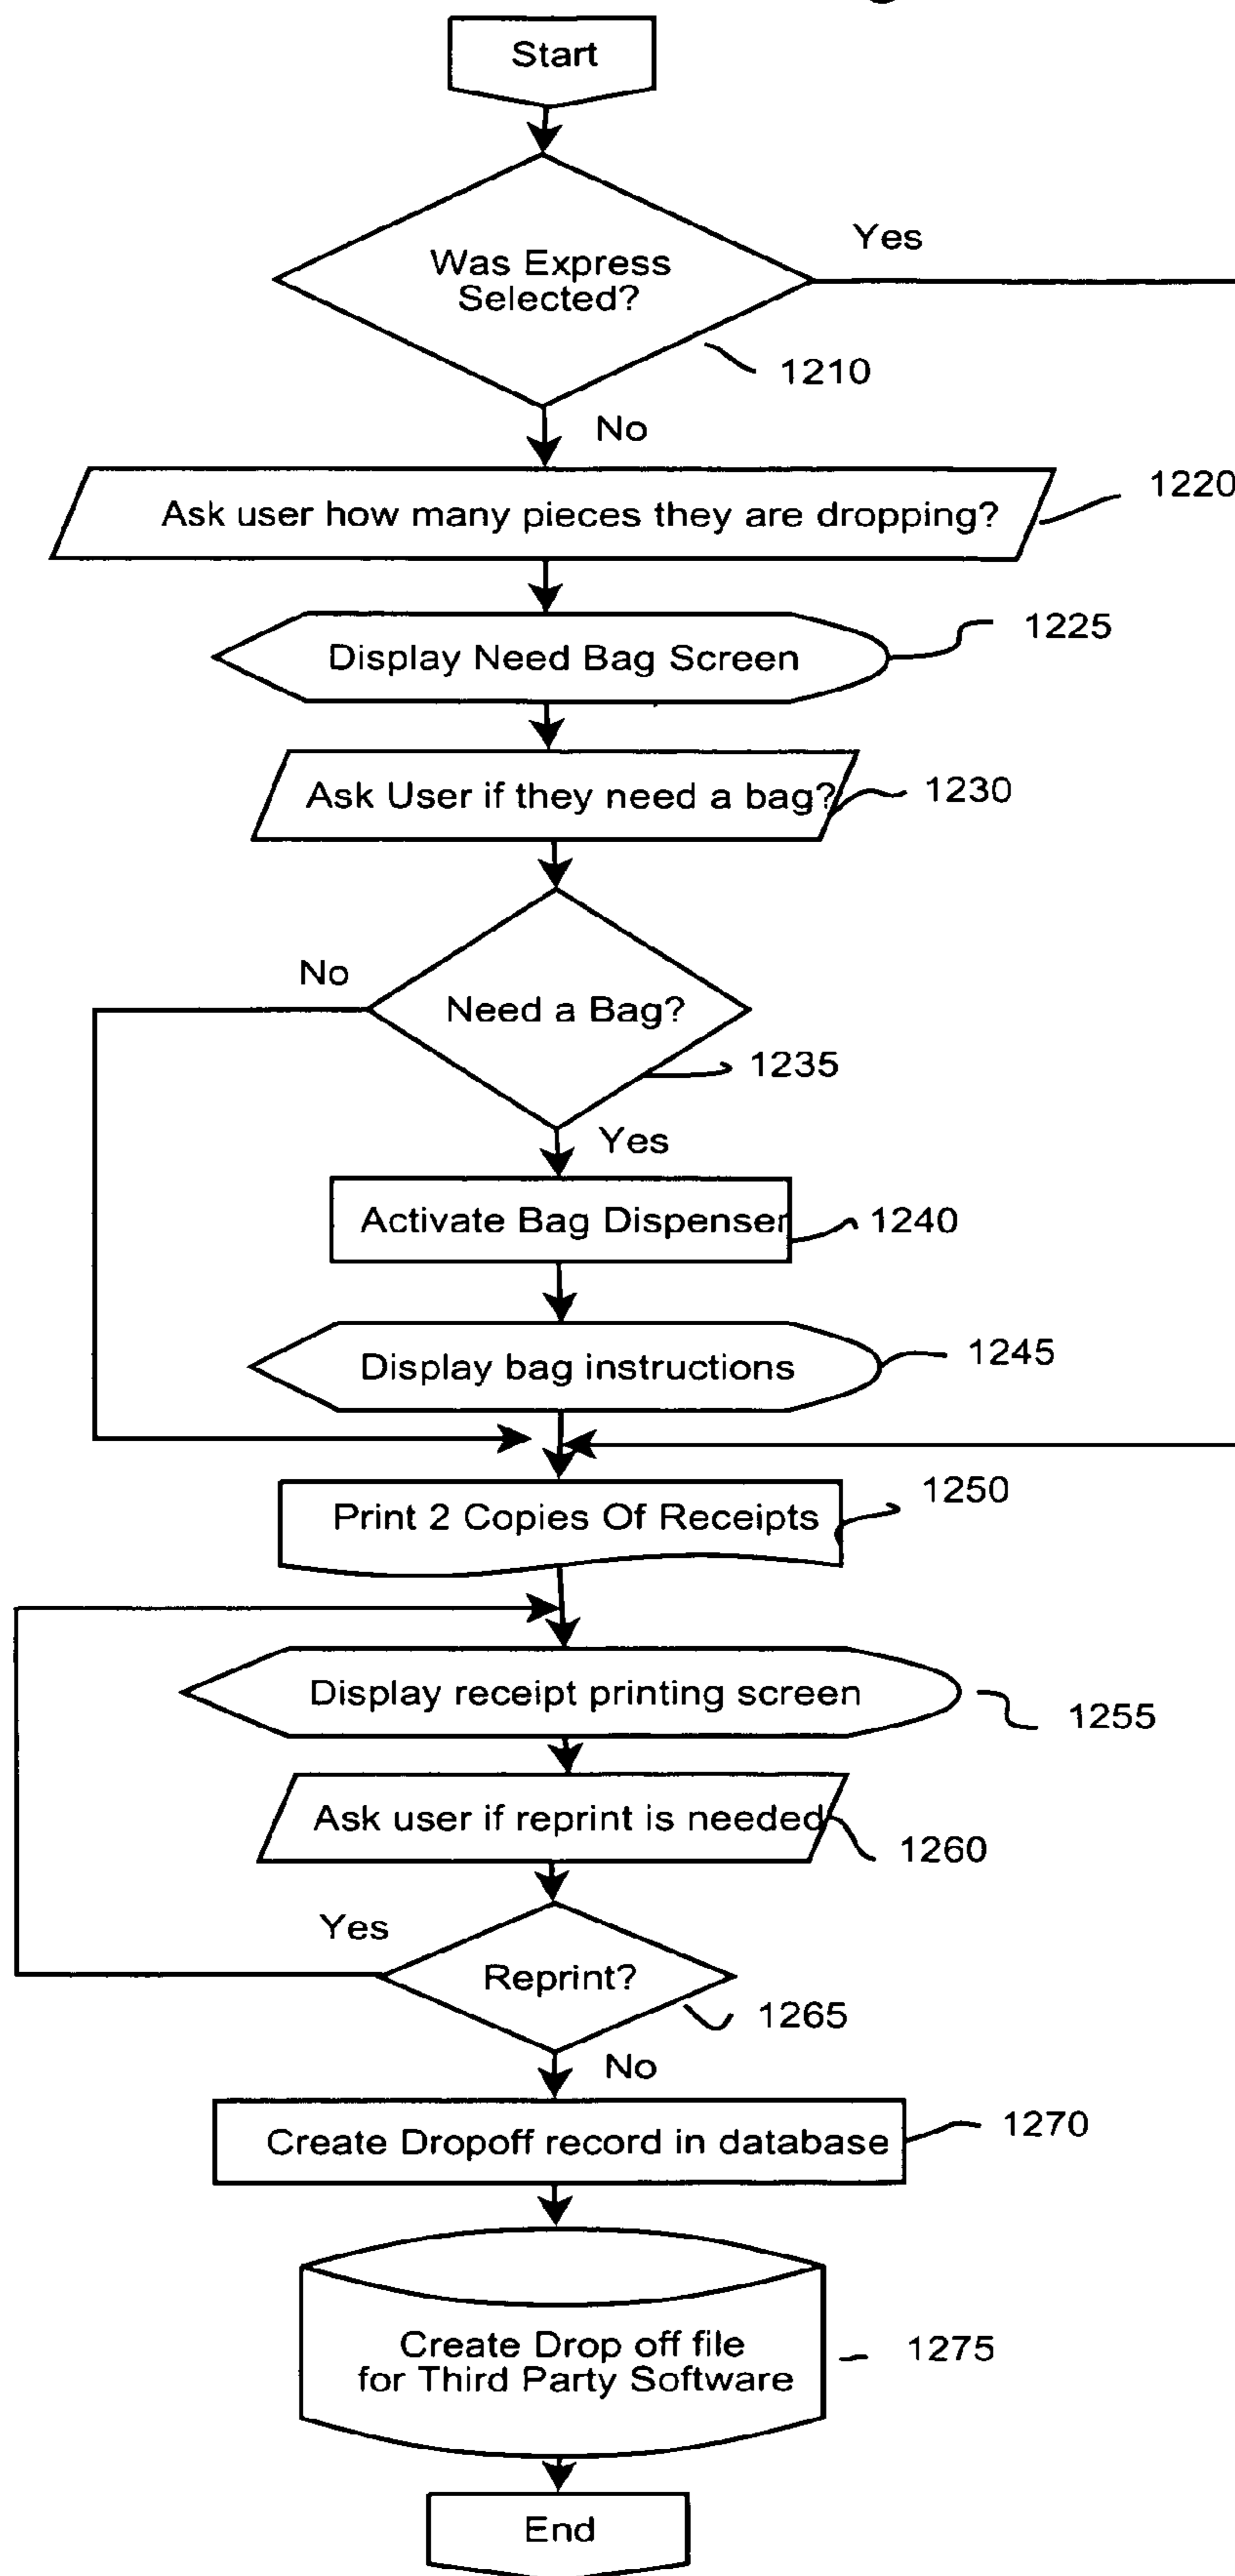 Start
Was Express
Selected?
Yes
1210
No
Ask user how many pieces they are dropping?
1220
Display Need Bag Screen
1225
Ask User if they need a bag?
1230
No
Need a Bag?
1235
Yes
Activate Bag Dispenser
1240
Display bag instructions
1245
Print 2 Copies Of Receipts
1250
Display receipt printing screen
1255
Ask user if reprint is needed
1260
Yes
Reprint?
1265
No
Create Dropoff record in database
1270
Create Drop off file
for Third Party Software
1275
End